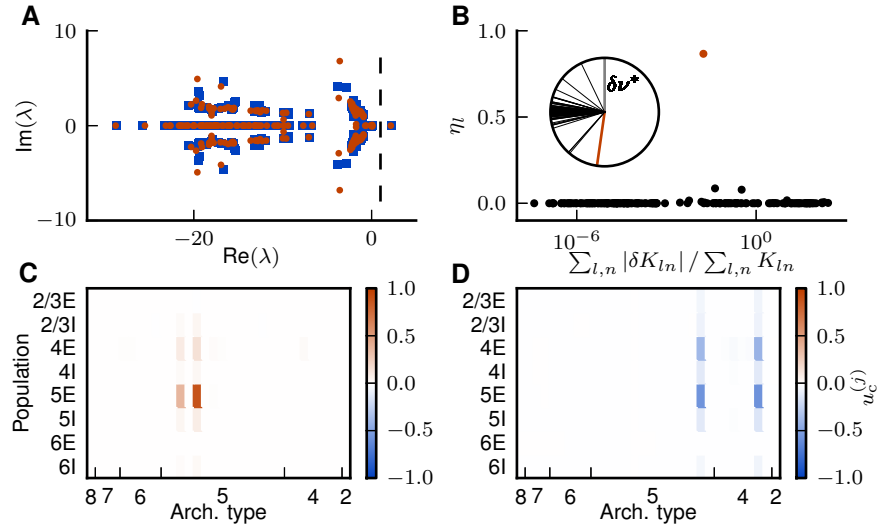 A
10
0
−10
Im(λ)
−20
0
Re(λ)
B
1.0
0.5
0.0
η_l
δν*
10^−6
10^0
∑_{l,n} |δK_{ln}| / ∑_{l,n} K_{ln}
C
2/3E
2/3I
4E
4I
5E
5I
6E
6I
Population
8 7 6 5 4 2
Arch. type
1.0
0.5
0.0
−0.5
−1.0
D
2/3E
2/3I
4E
4I
5E
5I
6E
6I
8 7 6 5 4 2
Arch. type
1.0
0.5
0.0
−0.5
−1.0
u_c^{(j)}